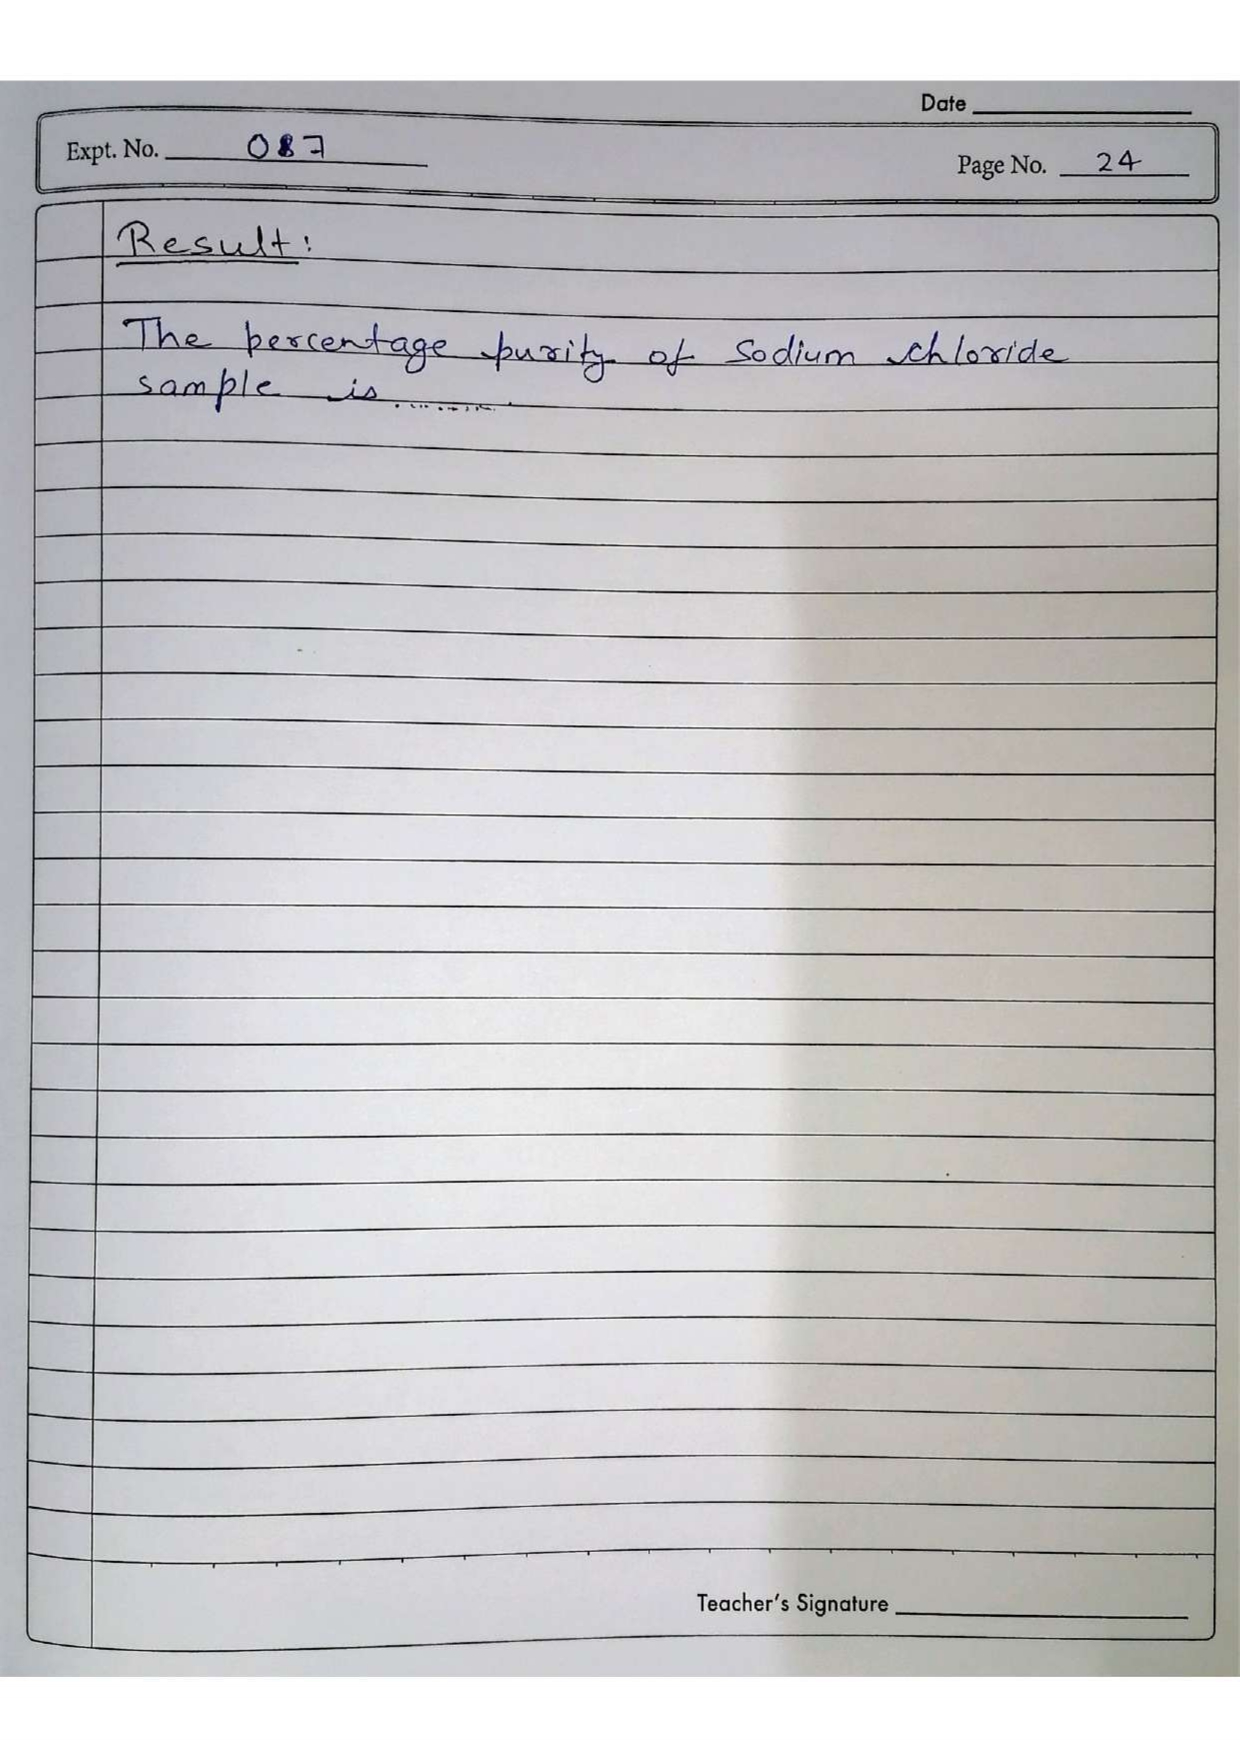 Date
Expt. No. 087
Page No. 24
Result:
The percentage purity of Sodium chloride
sample is ..........
Teacher's Signature